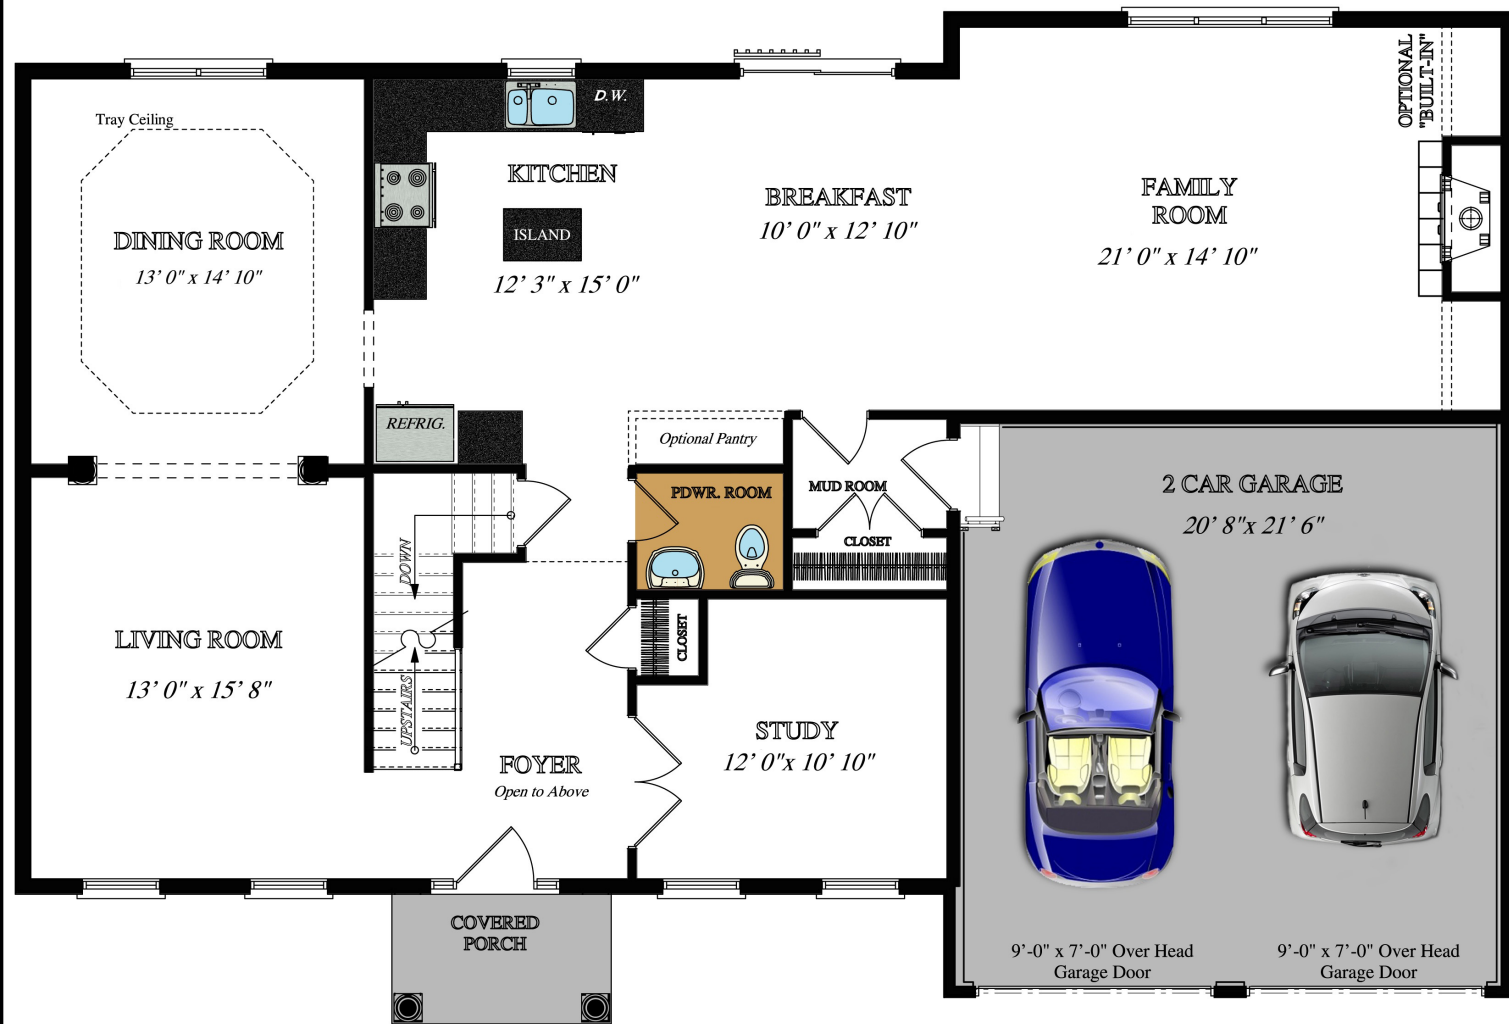 OPTIONAL
"BUILT-IN"
Tray Ceiling
D.W.
KITCHEN
ISLAND
12' 3" x 15' 0"
BREAKFAST
10' 0" x 12' 10"
FAMILY
ROOM
21' 0" x 14' 10"
DINING ROOM
13' 0" x 14' 10"
REFRIG.
Optional Pantry
PDWR. ROOM
MUD ROOM
CLOSET
2 CAR GARAGE
20' 8"x 21' 6"
DOWN
UPSTAIRS
LIVING ROOM
13' 0" x 15' 8"
CLOSET
STUDY
12' 0"x 10' 10"
FOYER
Open to Above
COVERED
PORCH
9'-0" x 7'-0" Over Head
Garage Door
9'-0" x 7'-0" Over Head
Garage Door